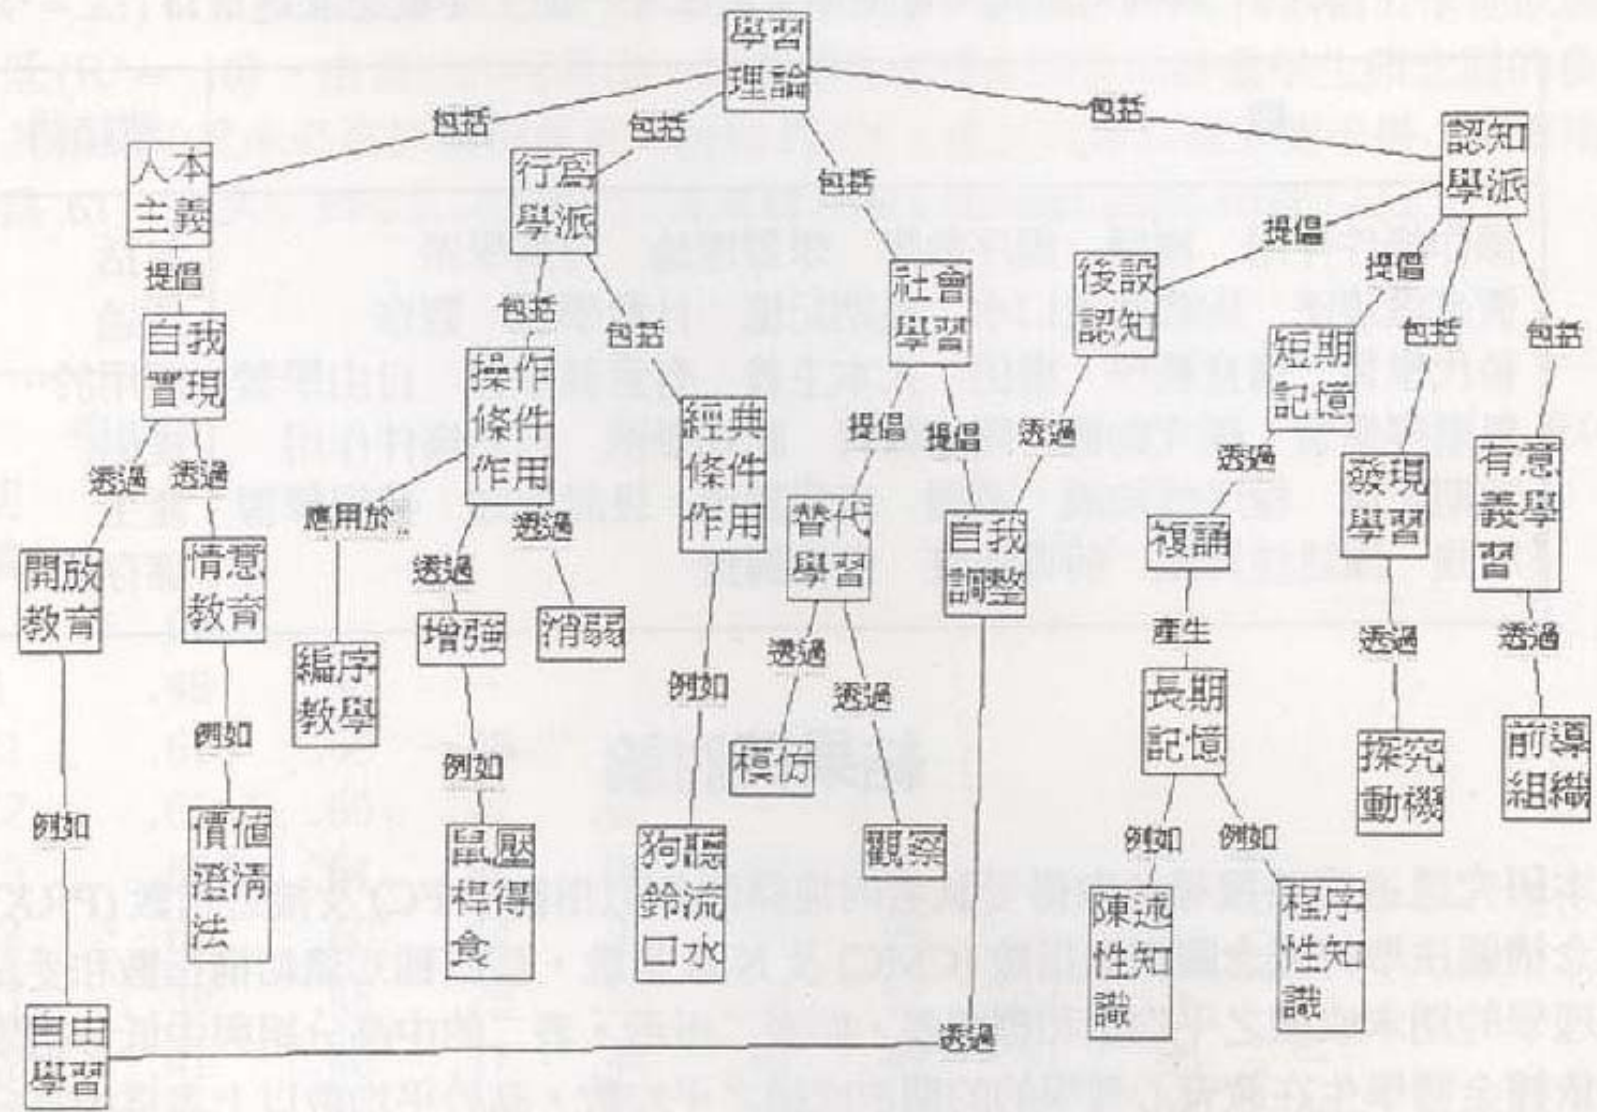 學習
理論
包括
包括
包括
包括
人本
主義
行為
學派
認知
學派
提倡
包括
包括
社會
學習
後設
認知
提倡
提倡
包括
包括
自我
實現
操作
條件
作用
經典
條件
作用
短期
記憶
透過
透過
應用於
透過
透過
提倡
提倡
透過
透過
發現
學習
有意
義學
習
開放
教育
情意
教育
編序
教學
增強
消弱
替代
學習
自我
調整
複誦
例如
例如
例如
例如
透過
透過
產生
透過
透過
模仿
觀察
長期
記憶
探究
動機
前導
組織
價值
澄清
法
鼠壓
桿得
食
狗聽
鈴流
口水
例如
例如
陳述
性知
識
程序
性知
識
自由
學習
透過